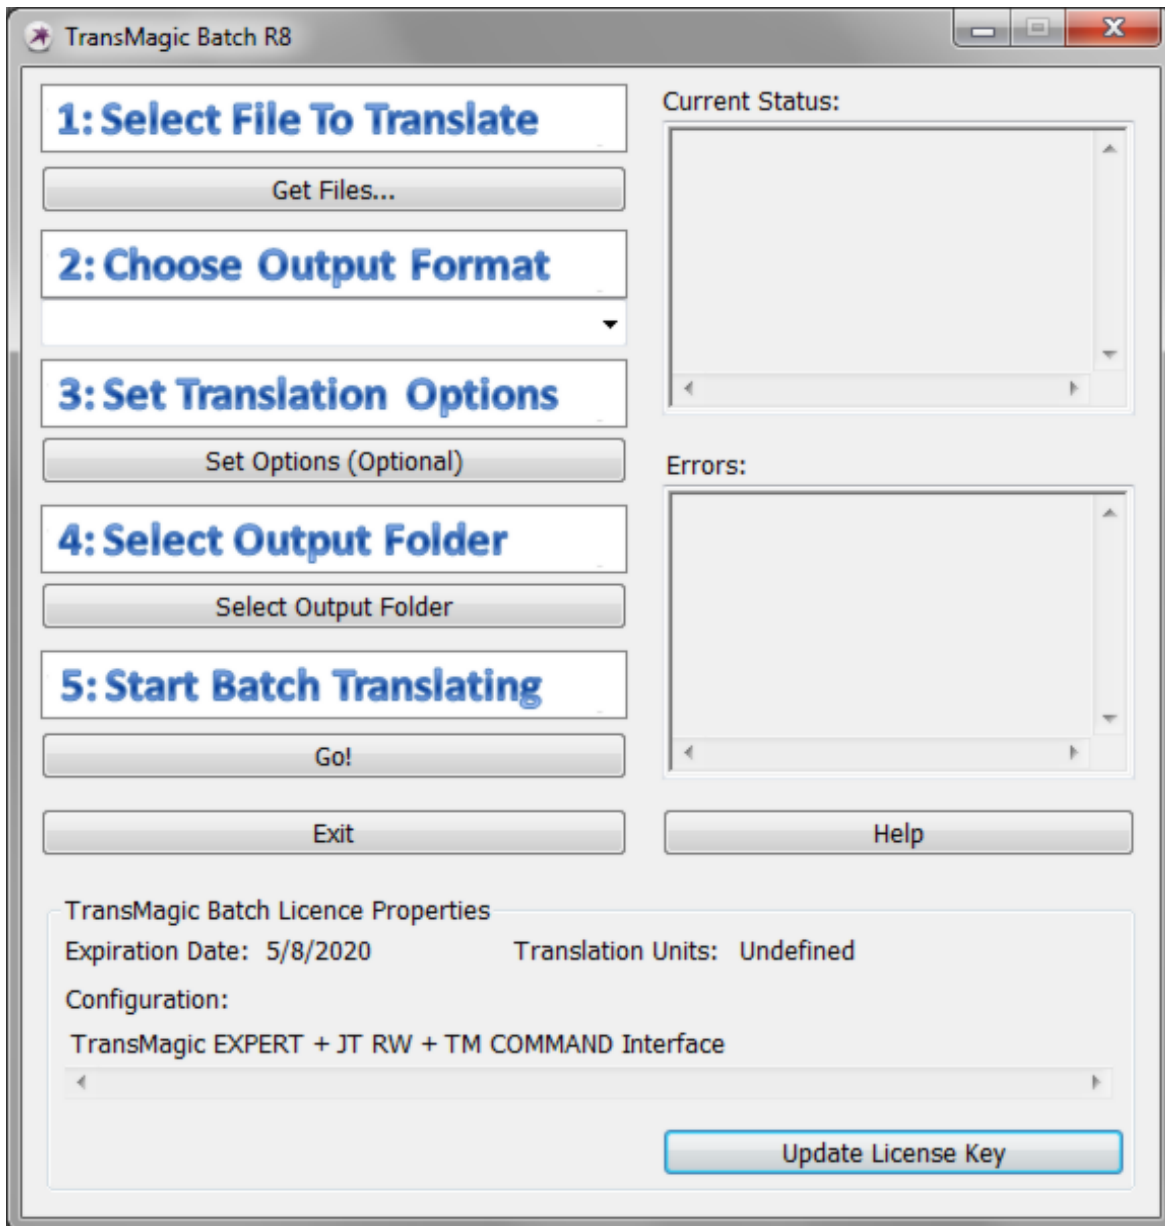 TransMagic Batch R8
1: Select File To Translate
Get Files...
2: Choose Output Format
3: Set Translation Options
Set Options (Optional)
4: Select Output Folder
Select Output Folder
5: Start Batch Translating
Go!
Exit
Current Status:
Errors:
Help
TransMagic Batch Licence Properties
Expiration Date: 5/8/2020 Translation Units: Undefined
Configuration:
TransMagic EXPERT + JT RW + TM COMMAND Interface
Update License Key